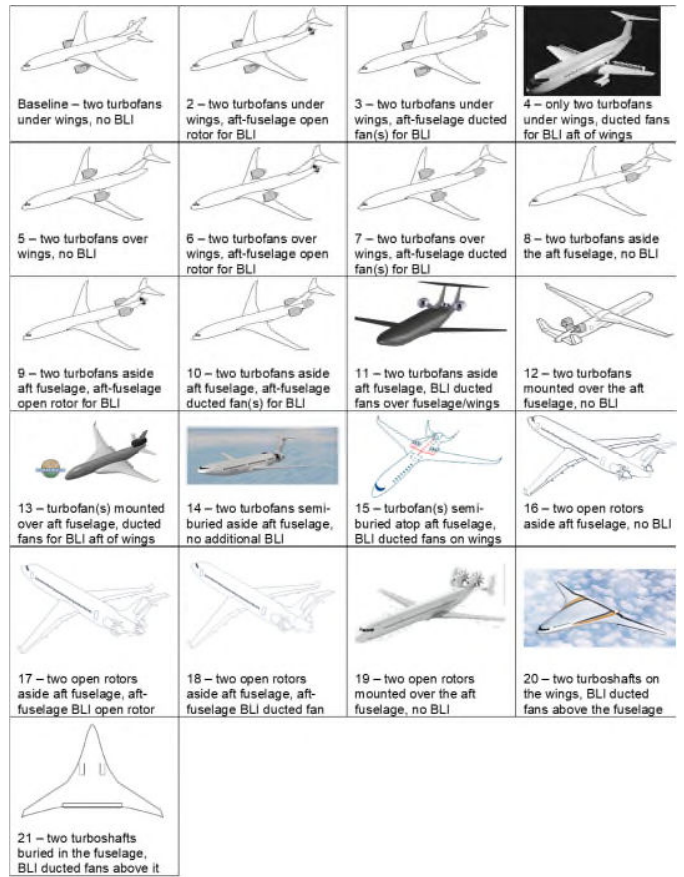 Baseline – two turbofans
under wings, no BLI
2 – two turbofans under
wings, aft-fuselage open
rotor for BLI
3 – two turbofans under
wings, aft-fuselage ducted
fan(s) for BLI
4 – only two turbofans
under wings, ducted fans
for BLI aft of wings
5 – two turbofans over
wings, no BLI
6 – two turbofans over
wings, aft-fuselage open
rotor for BLI
7 – two turbofans over
wings, aft-fuselage ducted
fan(s) for BLI
8 – two turbofans aside
the aft fuselage, no BLI
9 – two turbofans aside
aft fuselage, aft-fuselage
open rotor for BLI
10 – two turbofans aside
aft fuselage, aft-fuselage
ducted fan(s) for BLI
11 – two turbofans aside
aft fuselage, BLI ducted
fans over fuselage/wings
12 – two turbofans
mounted over the aft
fuselage, no BLI
13 – turbofan(s) mounted
over aft fuselage, ducted
fans for BLI aft of wings
14 – two turbofans semi-
buried aside aft fuselage,
no additional BLI
15 – turbofan(s) semi-
buried atop aft fuselage,
BLI ducted fans on wings
16 – two open rotors
aside aft fuselage, no BLI
17 – two open rotors
aside aft fuselage, aft-
fuselage BLI open rotor
18 – two open rotors
aside aft fuselage, aft-
fuselage BLI ducted fan
19 – two open rotors
mounted over the aft
fuselage, no BLI
20 – two turboshafts on
the wings, BLI ducted
fans above the fuselage
21 – two turboshafts
buried in the fuselage,
BLI ducted fans above it